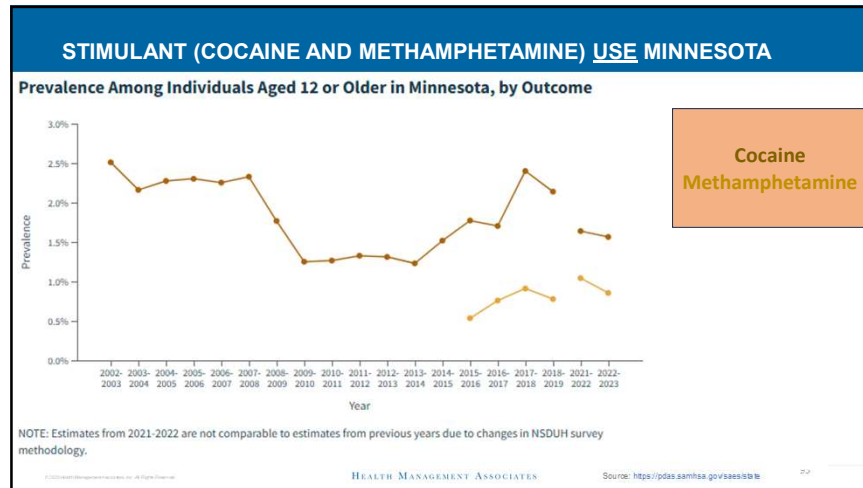 STIMULANT (COCAINE AND METHAMPHETAMINE) USE MINNESOTA
Prevalence Among Individuals Aged 12 or Older in Minnesota, by Outcome
Cocaine
Methamphetamine
3.0%
2.5%
2.0%
1.5%
1.0%
0.5%
0.0%
Prevalence
2002- 2003- 2004- 2005- 2006- 2007- 2008- 2009- 2010- 2011- 2012- 2013- 2014- 2015- 2016- 2017- 2018- 2021- 2022-
2003 2004 2005 2006 2007 2008 2009 2010 2011 2012 2013 2014 2015 2016 2017 2018 2019 2022 2023
Year
NOTE: Estimates from 2021-2022 are not comparable to estimates from previous years due to changes in NSDUH survey
methodology.
HEALTH MANAGEMENT ASSOCIATES
Source: https://pdas.samhsa.gov/saes/state